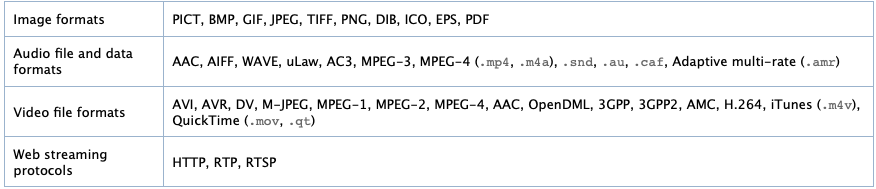 Image formats
PICT, BMP, GIF, JPEG, TIFF, PNG, DIB, ICO, EPS, PDF
Audio file and data
formats
AAC, AIFF, WAVE, uLaw, AC3, MPEG-3, MPEG-4 (.mp4, .m4a), .snd, .au, .caf, Adaptive multi-rate (.amr)
Video file formats
AVI, AVR, DV, M-JPEG, MPEG-1, MPEG-2, MPEG-4, AAC, OpenDML, 3GPP, 3GPP2, AMC, H.264, iTunes (.m4v),
QuickTime (.mov, .qt)
Web streaming
protocols
HTTP, RTP, RTSP